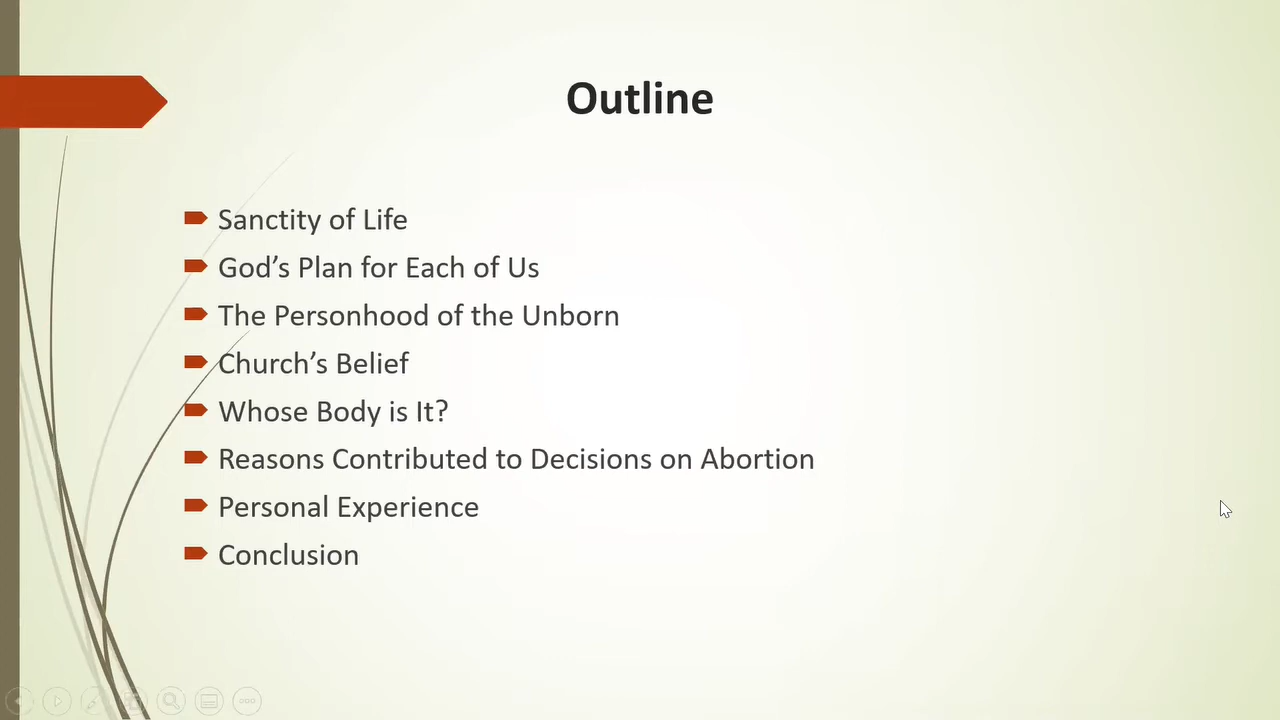 Outline
Sanctity of Life
God’s Plan for Each of Us
The Personhood of the Unborn
Church’s Belief
Whose Body is It?
Reasons Contributed to Decisions on Abortion
Personal Experience
Conclusion